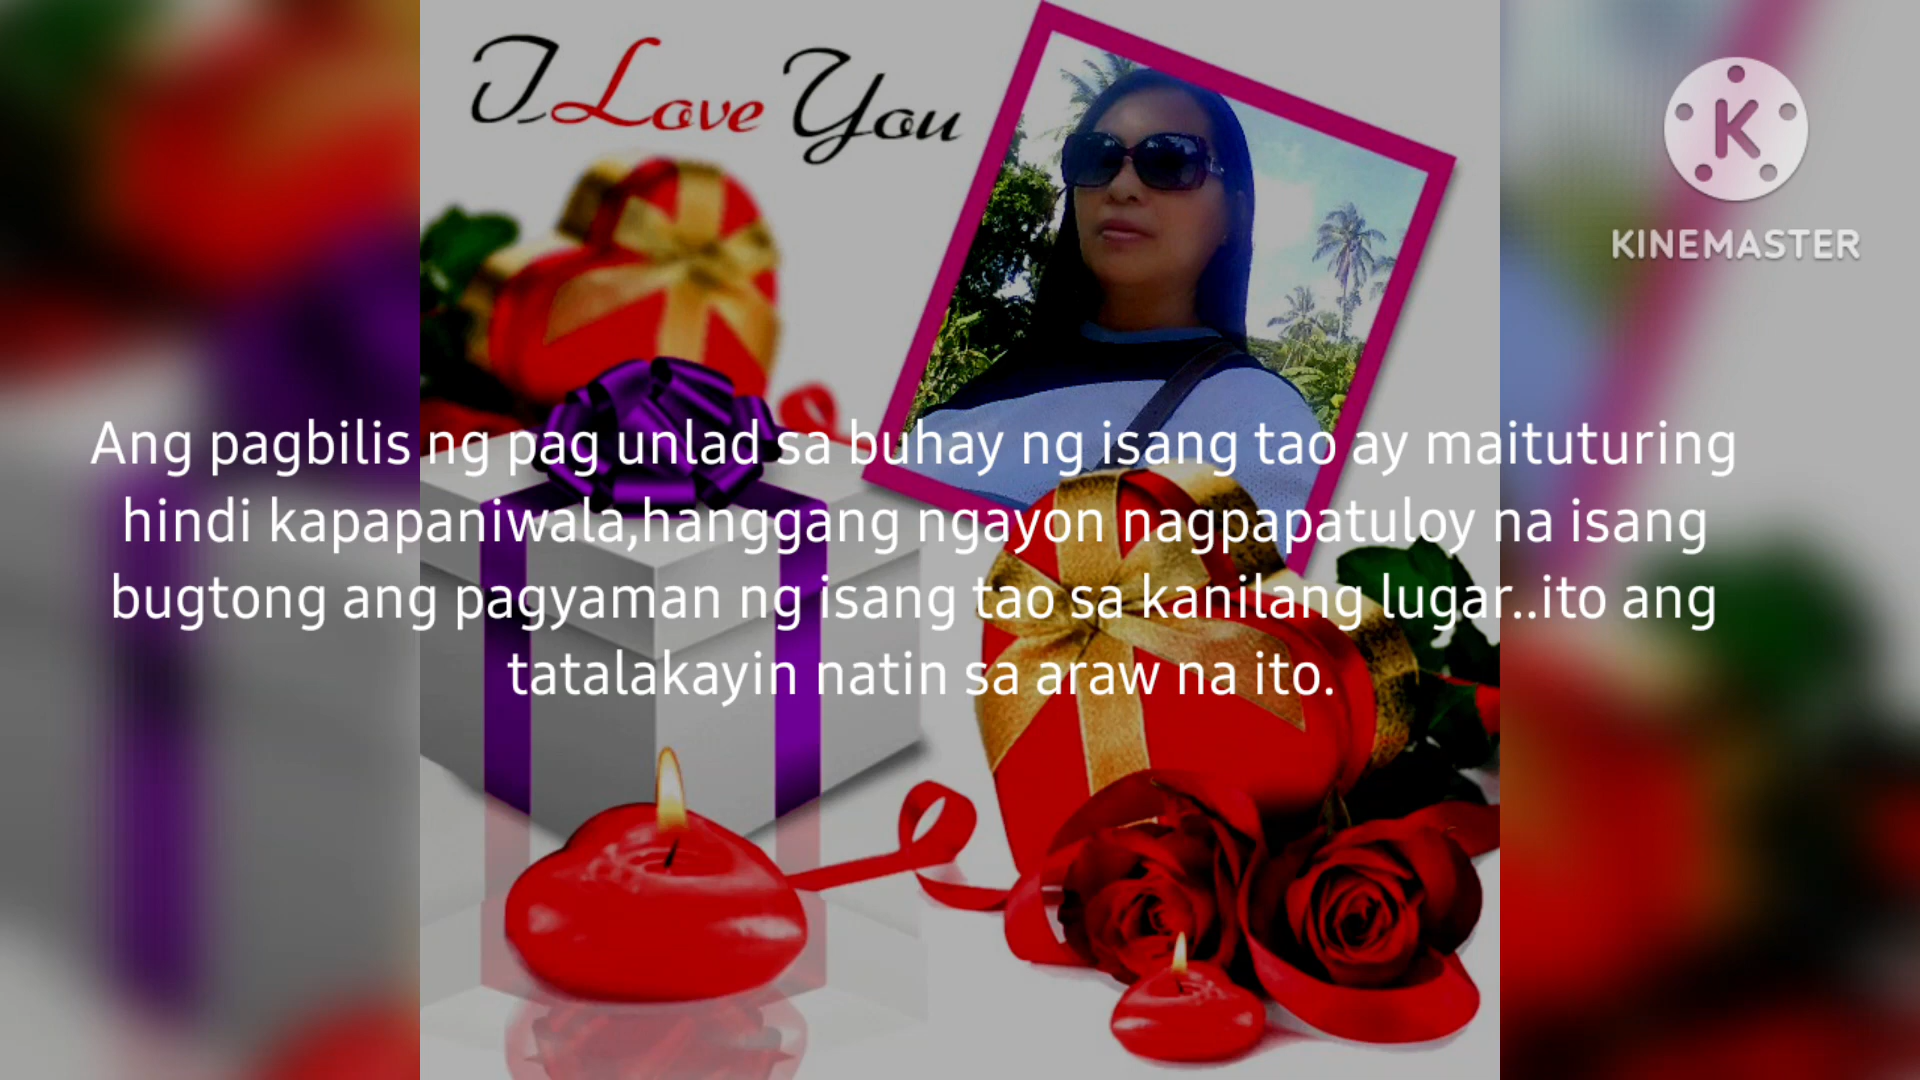 I Love You
KINEMASTER
Ang pagbilis ng pag unlad sa buhay ng isang tao ay maituturing
hindi kapapaniwala,hanggang ngayon nagpapatuloy na isang
bugtong ang pagyaman ng isang tao sa kanilang lugar..ito ang
tatalakayin natin sa araw na ito.